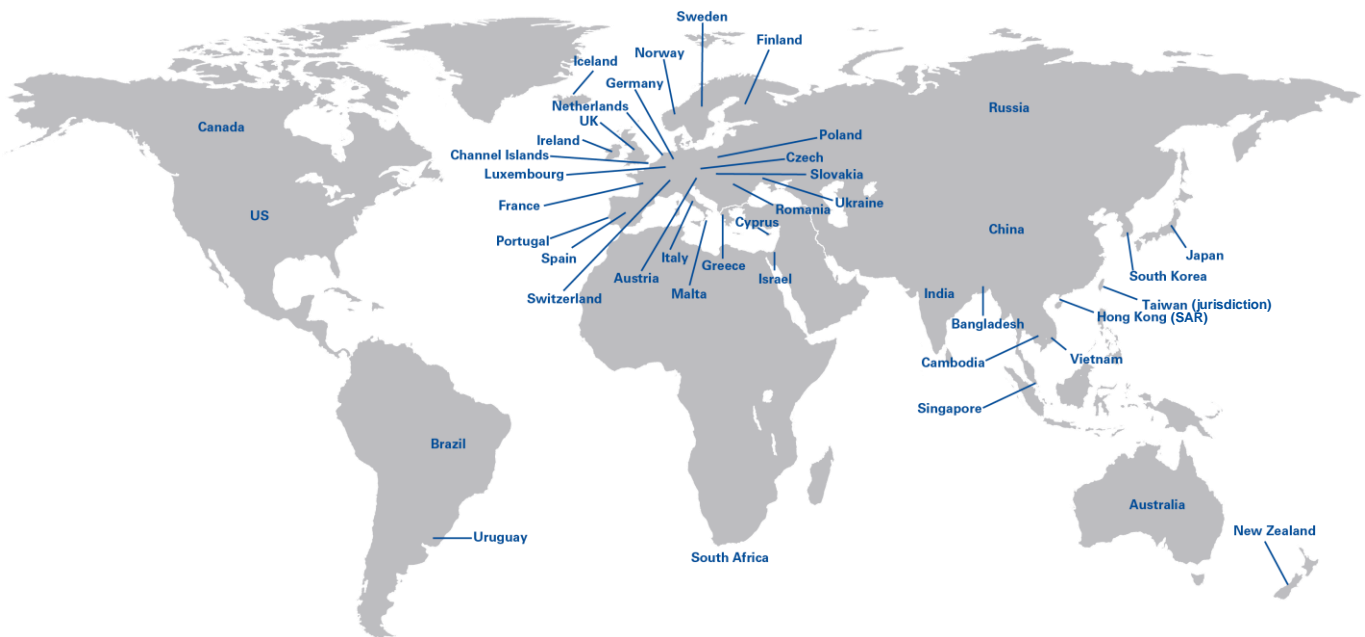 Sweden
Norway
Finland
Iceland
Germany
Netherlands
UK
Ireland
Channel Islands
Luxembourg
France
Portugal
Spain
Switzerland
Austria
Italy
Malta
Greece
Cyprus
Israel
Poland
Czech
Slovakia
Ukraine
Romania
Russia
Canada
US
China
Japan
South Korea
Taiwan (jurisdiction)
Hong Kong (SAR)
India
Bangladesh
Vietnam
Cambodia
Singapore
Brazil
Uruguay
South Africa
Australia
New Zealand